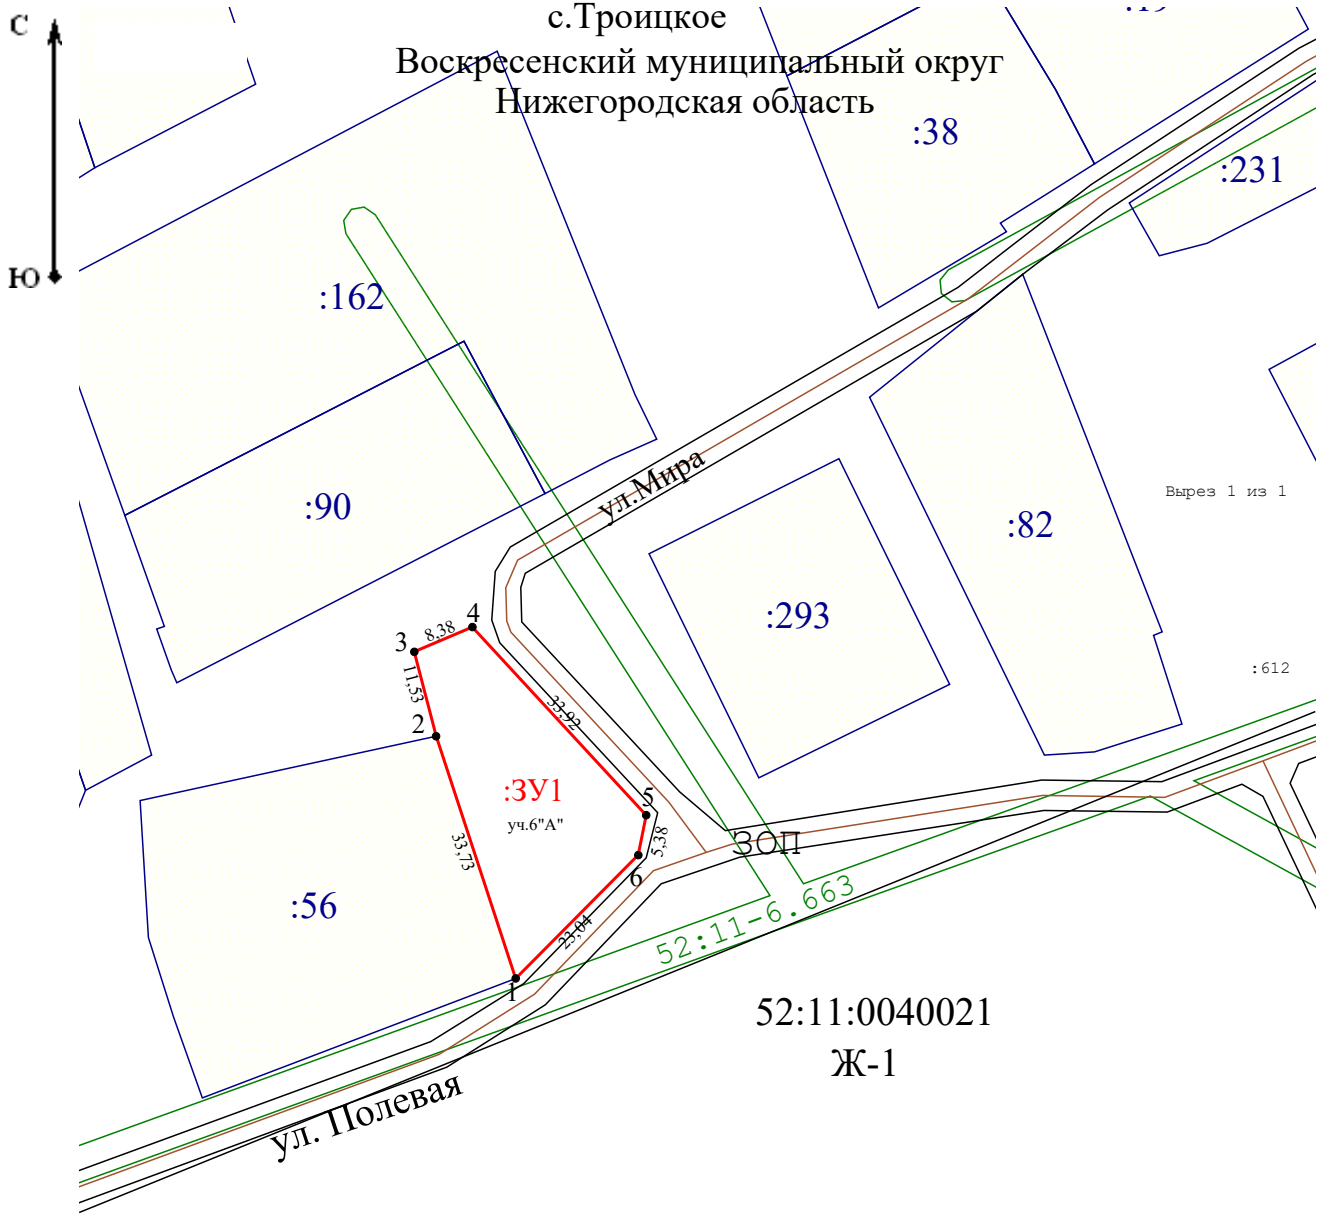 С
с.Троицкое
Воскресенский муниципальный округ
Нижегородская область
:38
:231
Ю
:162
ул.Мира
Вырез 1 из 1
:90
:82
:293
4
8,38
3
11,53
:612
2
33,92
:ЗУ1
5
уч.6"А"
33,73
5,38
ЗОП
6
:56
52:11-6.663
23,04
1
52:11:0040021
Ж-1
ул. Полевая